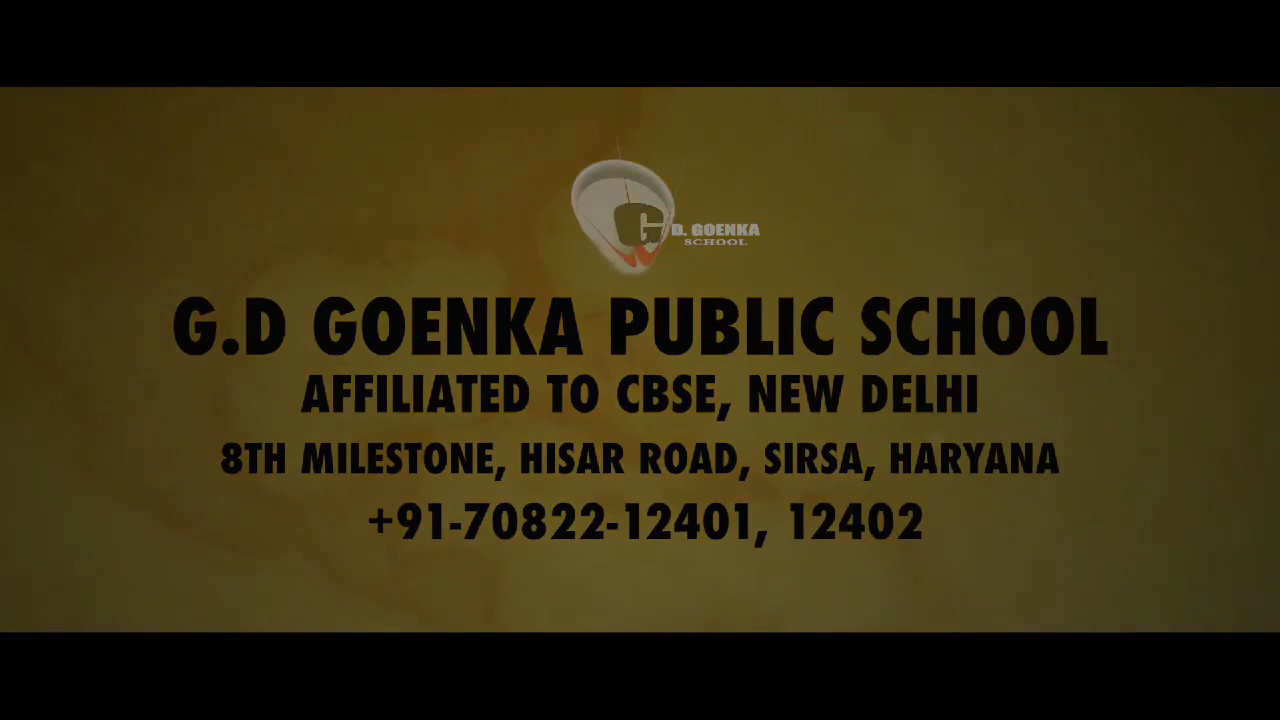 G
D. GOENKA
SCHOOL
G.D GOENKA PUBLIC SCHOOL
AFFILIATED TO CBSE, NEW DELHI
8TH MILESTONE, HISAR ROAD, SIRSA, HARYANA
+91-70822-12401, 12402